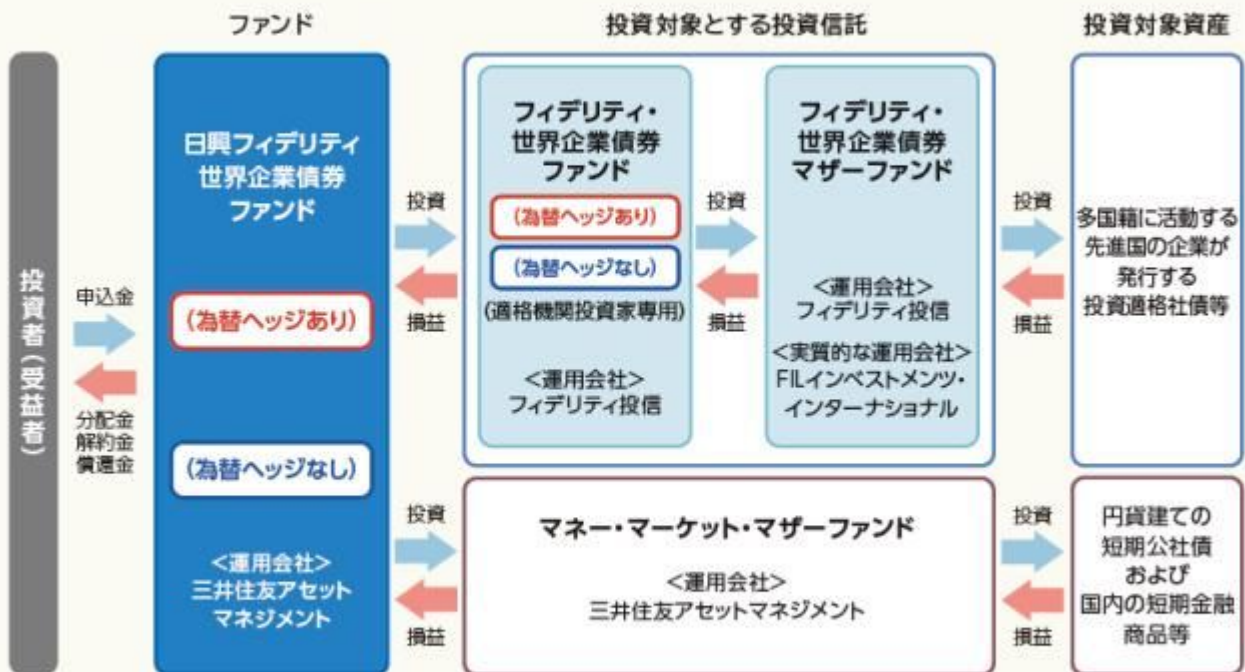 ファンド
投資対象とする投資信託
投資対象資産
投資者(受益者)
申込金
分配金
解約金
償還金
日興フィデリティ
世界企業債券
ファンド
(為替ヘッジあり)
(為替ヘッジなし)
<運用会社>
三井住友アセット
マネジメント
投資
損益
フィデリティ・
世界企業債券
ファンド
(為替ヘッジあり)
(為替ヘッジなし)
(適格機関投資家専用)
<運用会社>
フィデリティ投信
投資
損益
フィデリティ・
世界企業債券
マザーファンド
<運用会社>
フィデリティ投信
<実質的な運用会社>
FILインベストメンツ・
インターナショナル
投資
損益
多国籍に活動する
先進国の企業が
発行する
投資適格社債等
投資
損益
マネー・マーケット・マザーファンド
<運用会社>
三井住友アセットマネジメント
投資
損益
円貨建ての
短期公社債
および
国内の短期金融
商品等